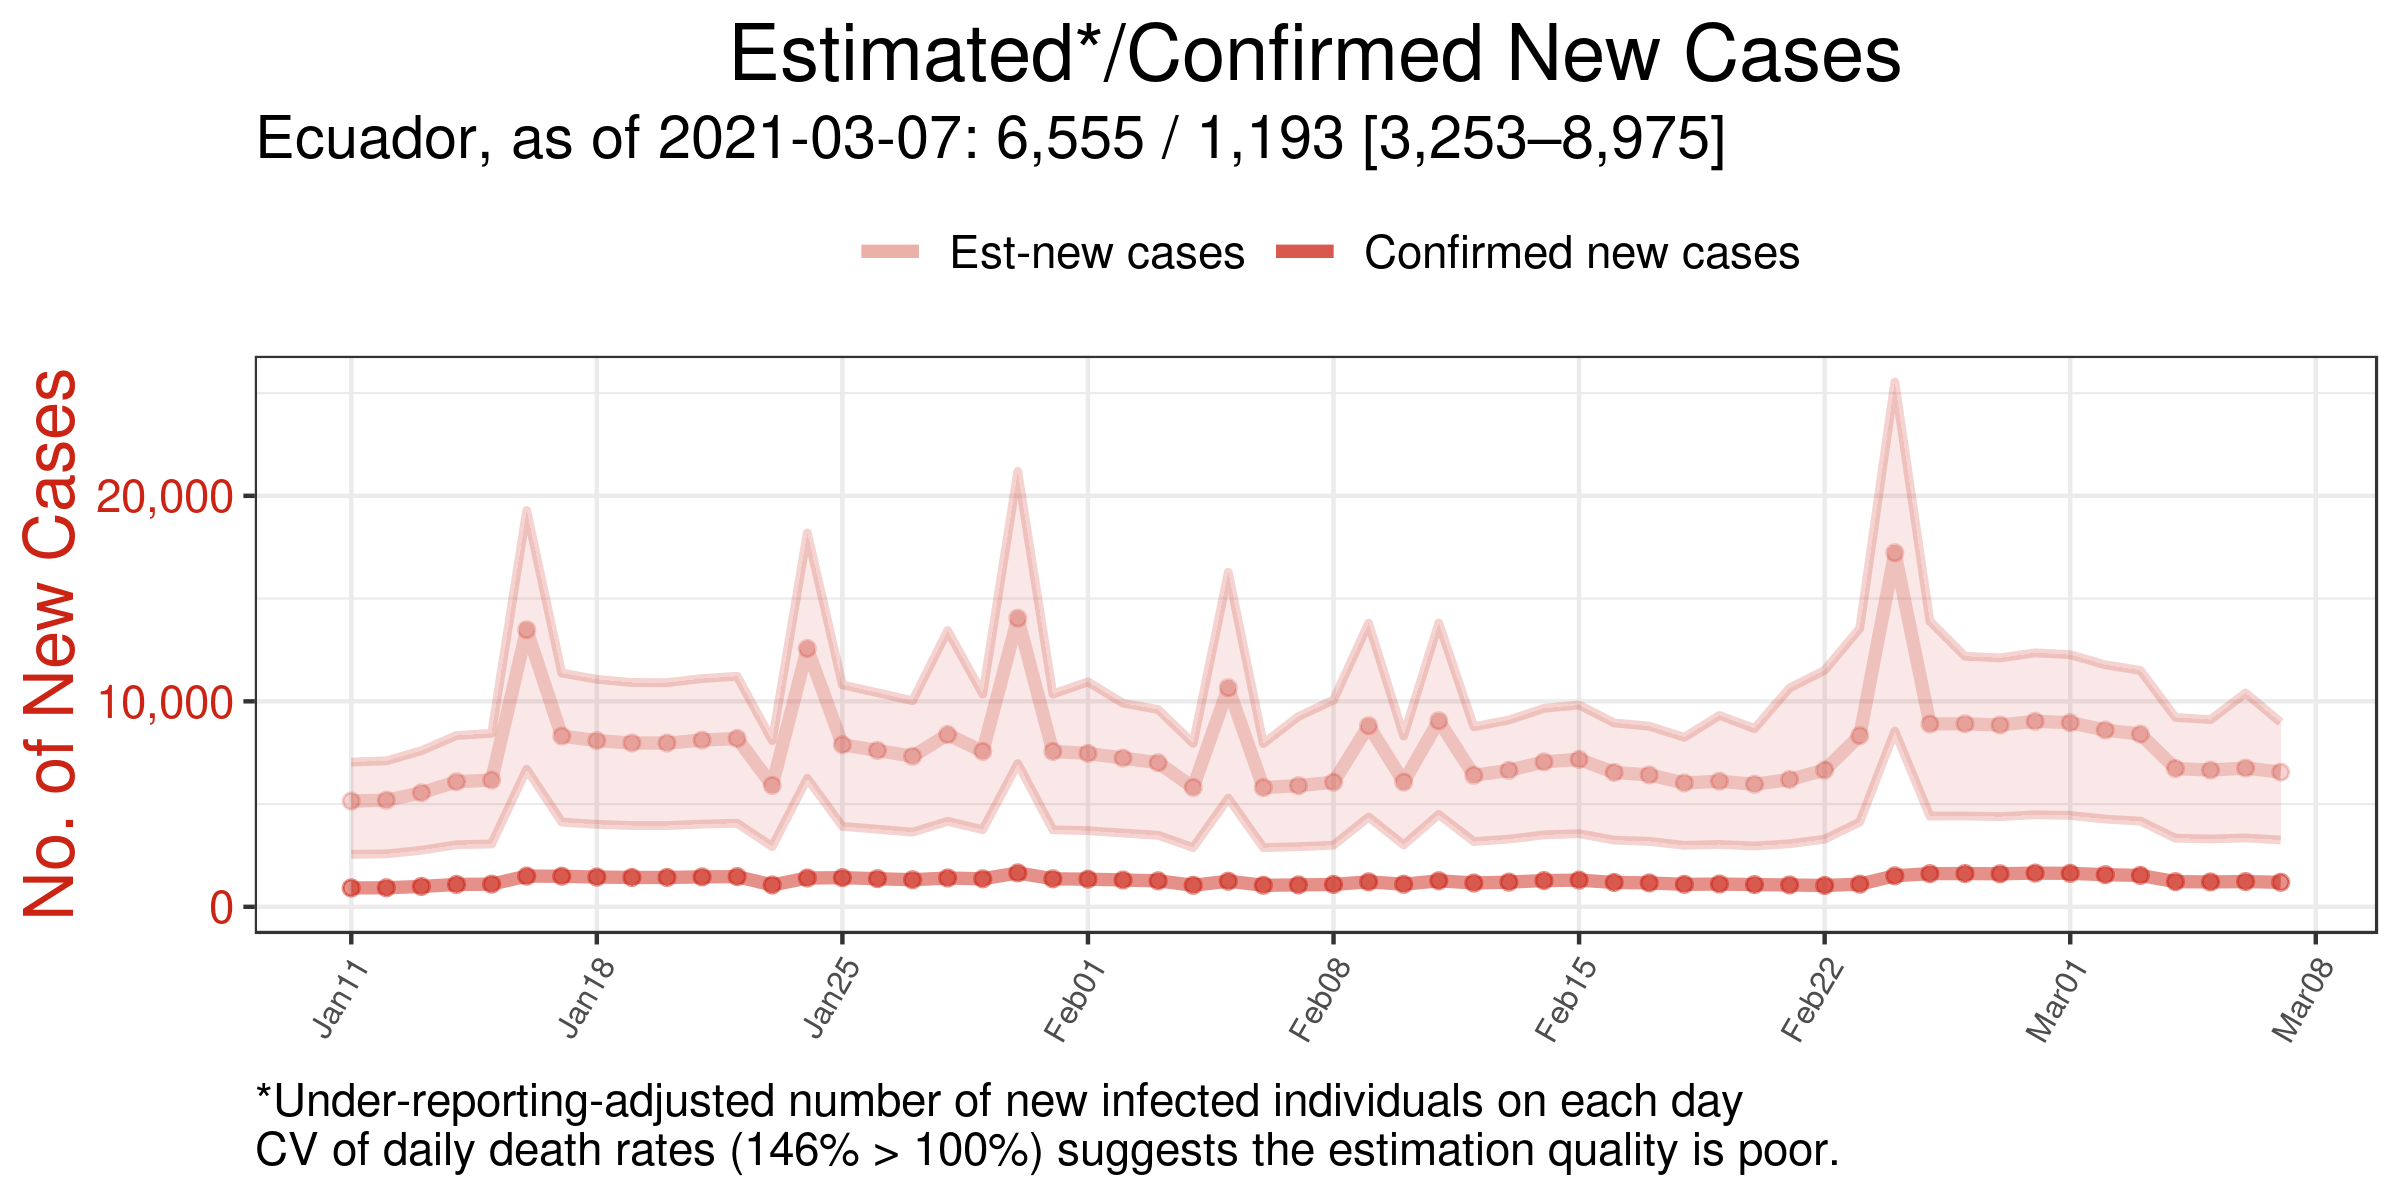 Estimated*/Confirmed New Cases
Ecuador, as of 2021-03-07: 6,555 / 1,193 [3,253–8,975]
Est-new cases
Confirmed new cases
No. of New Cases
20,000
10,000
0
Jan11
Jan18
Jan25
Feb01
Feb08
Feb15
Feb22
Mar01
Mar08
*Under-reporting-adjusted number of new infected individuals on each day
CV of daily death rates (146% > 100%) suggests the estimation quality is poor.